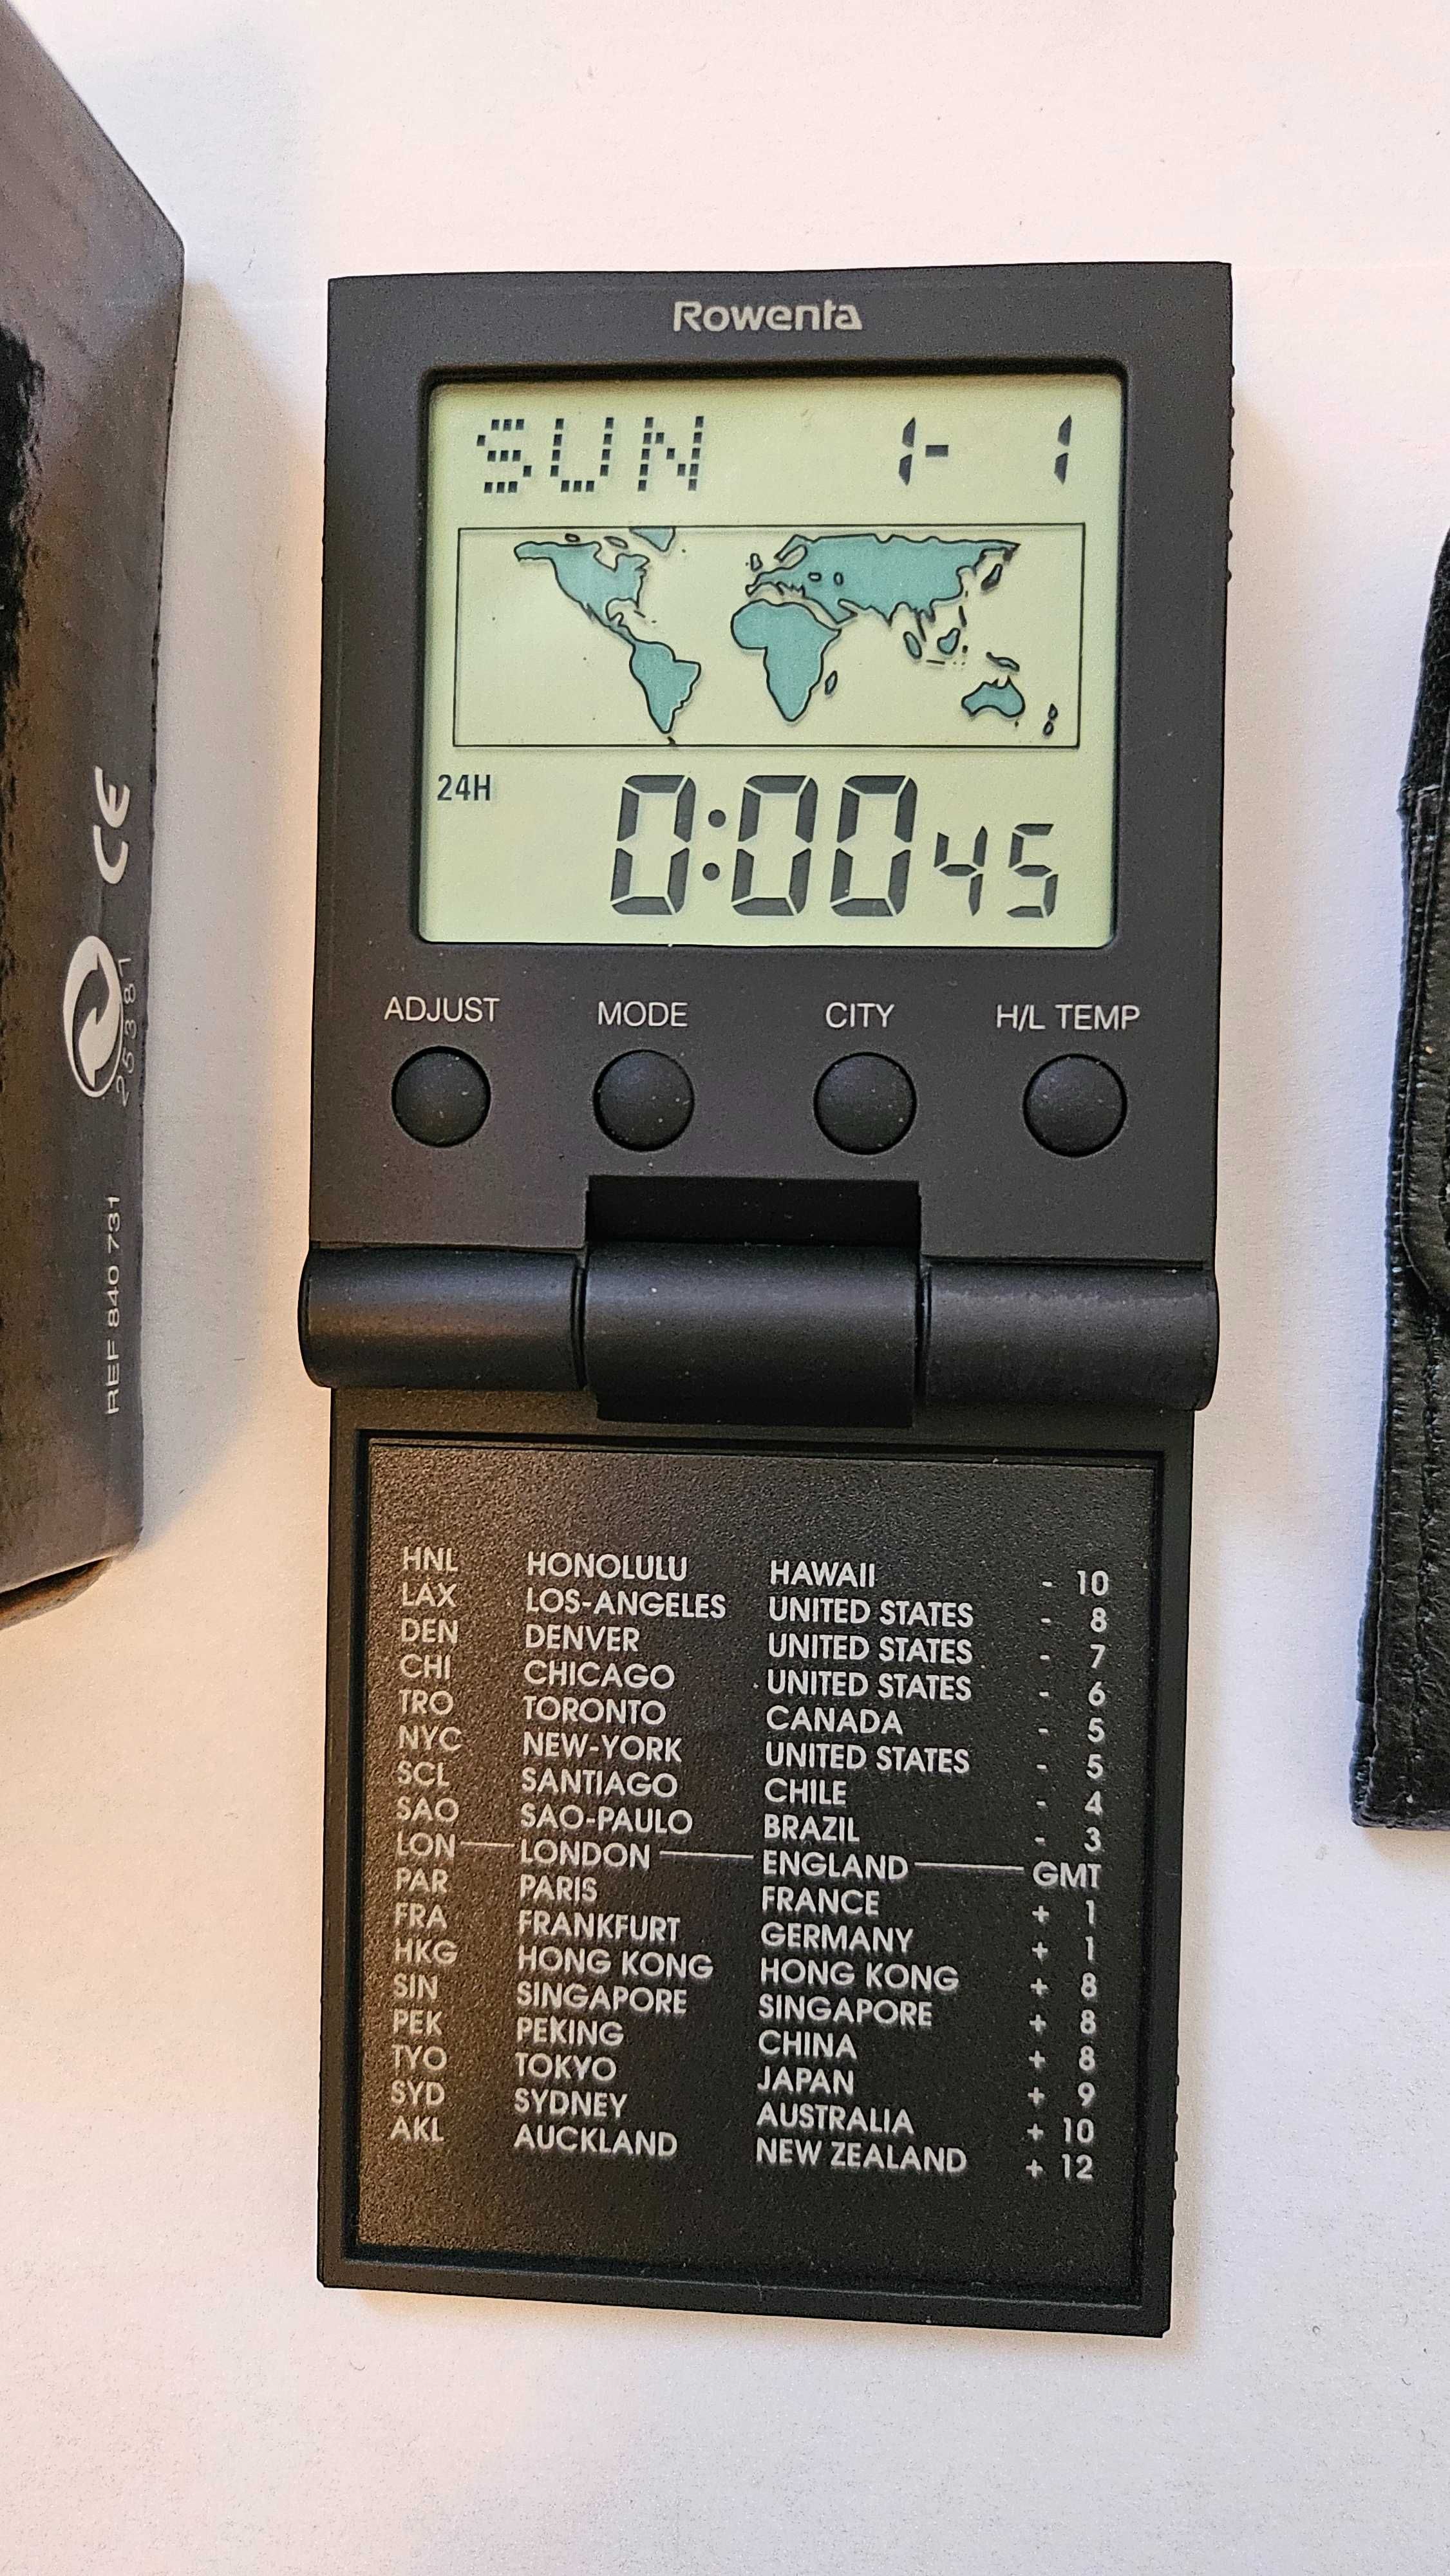 Rowenta
SUN 1- 1
24H 0:00 45
ADJUST MODE CITY H/L TEMP
HNL HONOLULU HAWAII - 10
LAX LOS-ANGELES UNITED STATES - 8
DEN DENVER UNITED STATES - 7
CHI CHICAGO UNITED STATES - 6
TRO TORONTO CANADA - 5
NYC NEW-YORK UNITED STATES - 5
SCL SANTIAGO CHILE - 4
SAO SAO-PAULO BRAZIL - 3
LON LONDON ENGLAND GMT
PAR PARIS FRANCE + 1
FRA FRANKFURT GERMANY + 1
HKG HONG KONG HONG KONG + 8
SIN SINGAPORE SINGAPORE + 8
PEK PEKING CHINA + 8
TYO TOKYO JAPAN + 9
SYD SYDNEY AUSTRALIA + 10
AKL AUCKLAND NEW ZEALAND + 12
CE
25381
REF 840 731